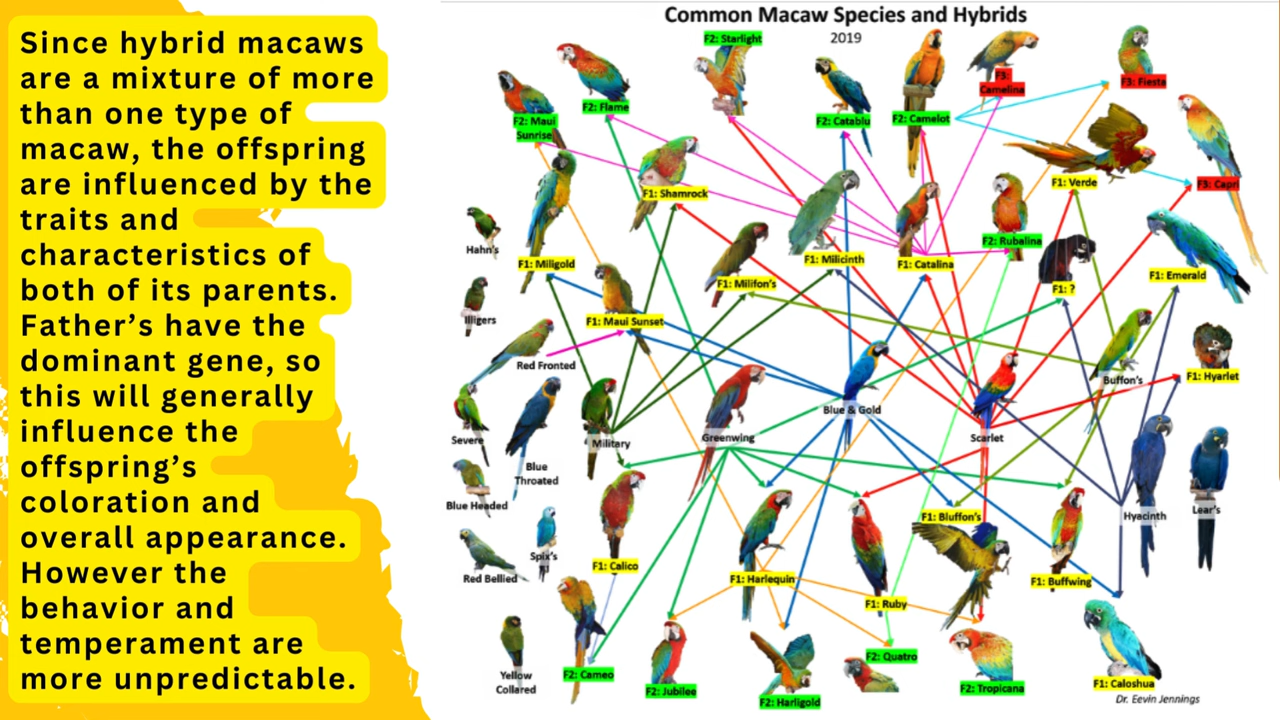 Since hybrid macaws
are a mixture of more
than one type of
macaw, the offspring
are influenced by the
traits and
characteristics of
both of its parents.
Father's have the
dominant gene, so
this will generally
influence the
offspring's
coloration and
overall appearance.
However the
behavior and
temperament are
more unpredictable.
Common Macaw Species and Hybrids
2019
F2: Starlight
F2: Flame
F2: Maui
Sunrise
F2: Catablu
F2: Camelot
F3:
Camelina
F3: Fiesta
F1: Shamrock
F1: Verde
F3: Capri
Hahn's
F1: Miligold
F1: Milifon's
F1: Milicinth
F1: Catalina
F2: Rubalina
F1: ?
F1: Emerald
Illigers
F1: Maui Sunset
Red Fronted
Buffon's
F1: Hyarlet
Severe
Blue
Throated
Military
Greenwing
Blue & Gold
Scarlet
Blue Headed
Hyacinth
Lear's
F1: Bluffon's
Spix's
Red Bellied
F1: Calico
F1: Harlequin
F1: Ruby
F1: Buffwing
Yellow
Collared
F2: Cameo
F2: Jubilee
F2: Harligold
F2: Quatro
F2: Tropicana
F1: Caloshua
Dr. Eevin Jennings